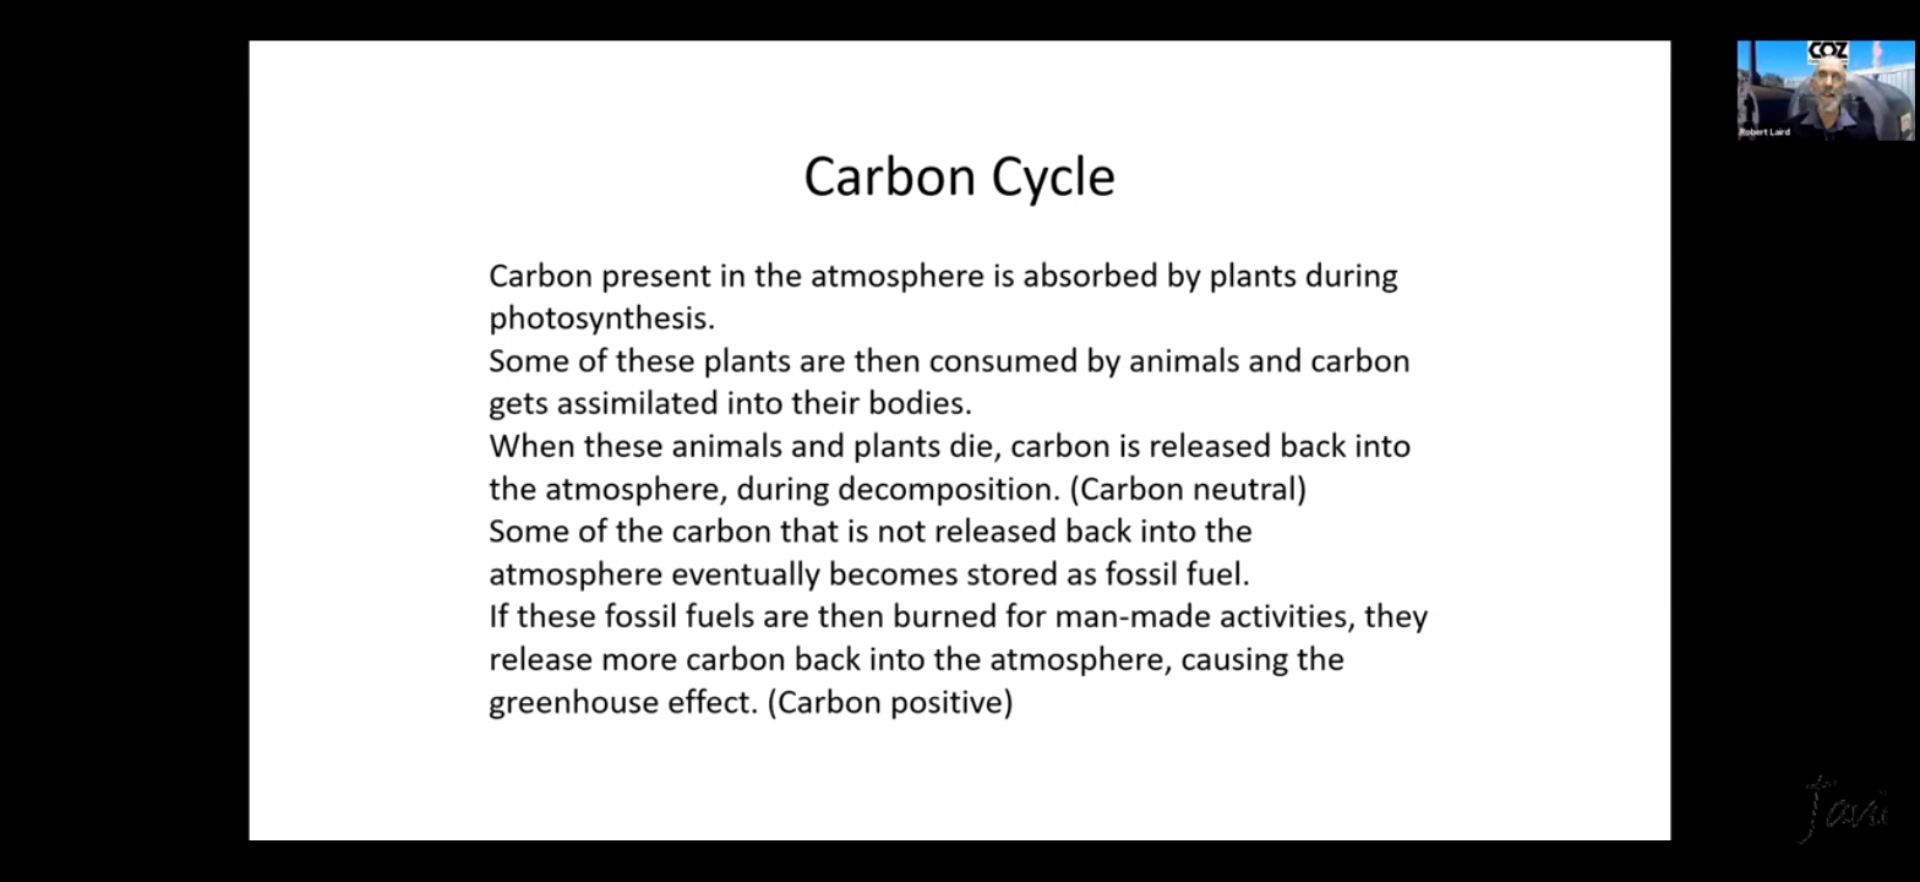 COZ
Robert Laird
Carbon Cycle
Carbon present in the atmosphere is absorbed by plants during
photosynthesis.
Some of these plants are then consumed by animals and carbon
gets assimilated into their bodies.
When these animals and plants die, carbon is released back into
the atmosphere, during decomposition. (Carbon neutral)
Some of the carbon that is not released back into the
atmosphere eventually becomes stored as fossil fuel.
If these fossil fuels are then burned for man-made activities, they
release more carbon back into the atmosphere, causing the
greenhouse effect. (Carbon positive)